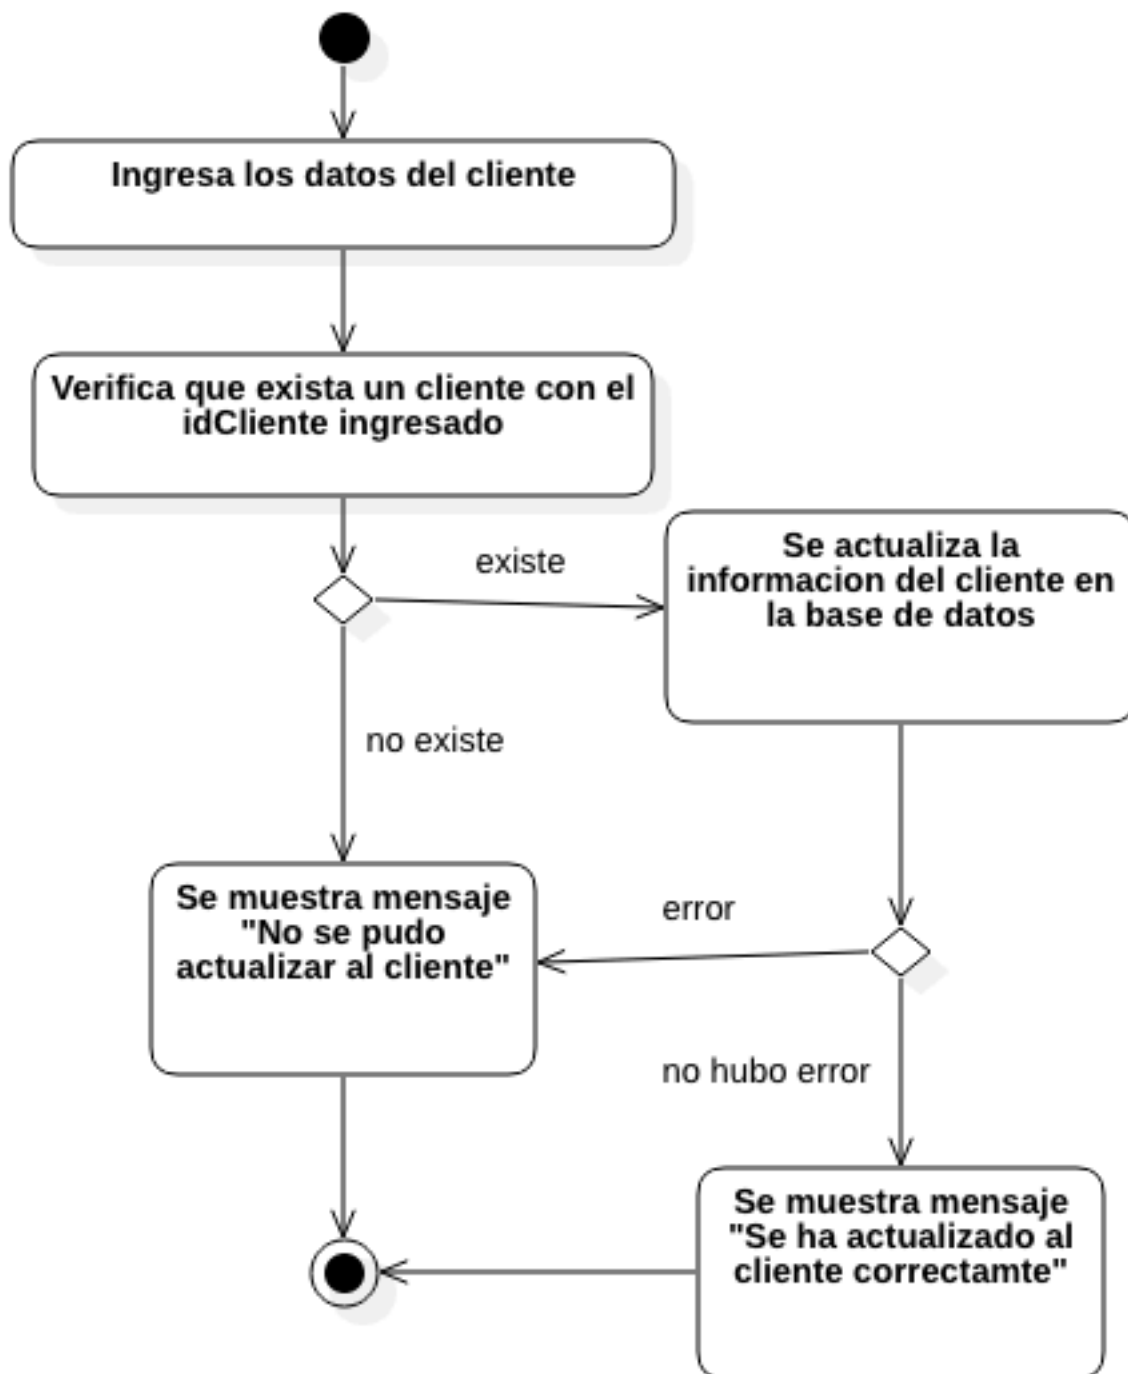 Ingresa los datos del cliente
Verifica que exista un cliente con el
idCliente ingresado
existe
Se actualiza la
informacion del cliente en
la base de datos
no existe
Se muestra mensaje
"No se pudo
actualizar al cliente"
error
no hubo error
Se muestra mensaje
"Se ha actualizado al
cliente correctamte"